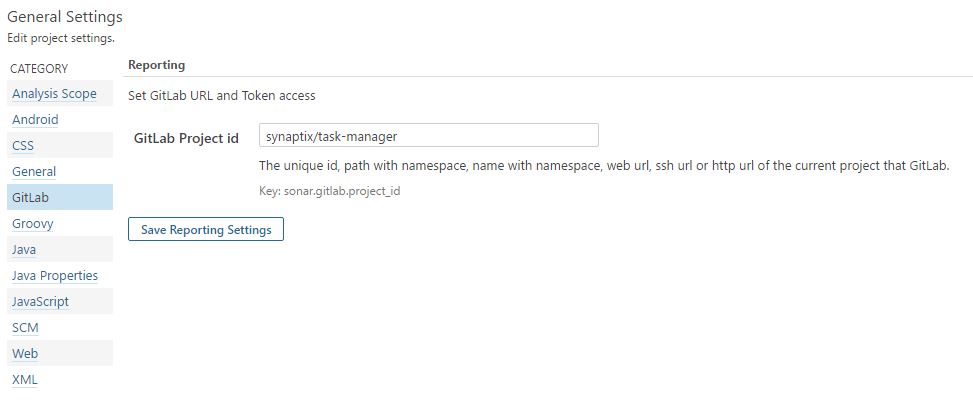 General Settings
Edit project settings.
CATEGORY
Analysis Scope
Android
CSS
General
GitLab
Groovy
Java
Java Properties
JavaScript
SCM
Web
XML
Reporting
Set GitLab URL and Token access
GitLab Project id
synaptix/task-manager
The unique id, path with namespace, name with namespace, web url, ssh url or http url of the current project that GitLab.
Key: sonar.gitlab.project_id
Save Reporting Settings